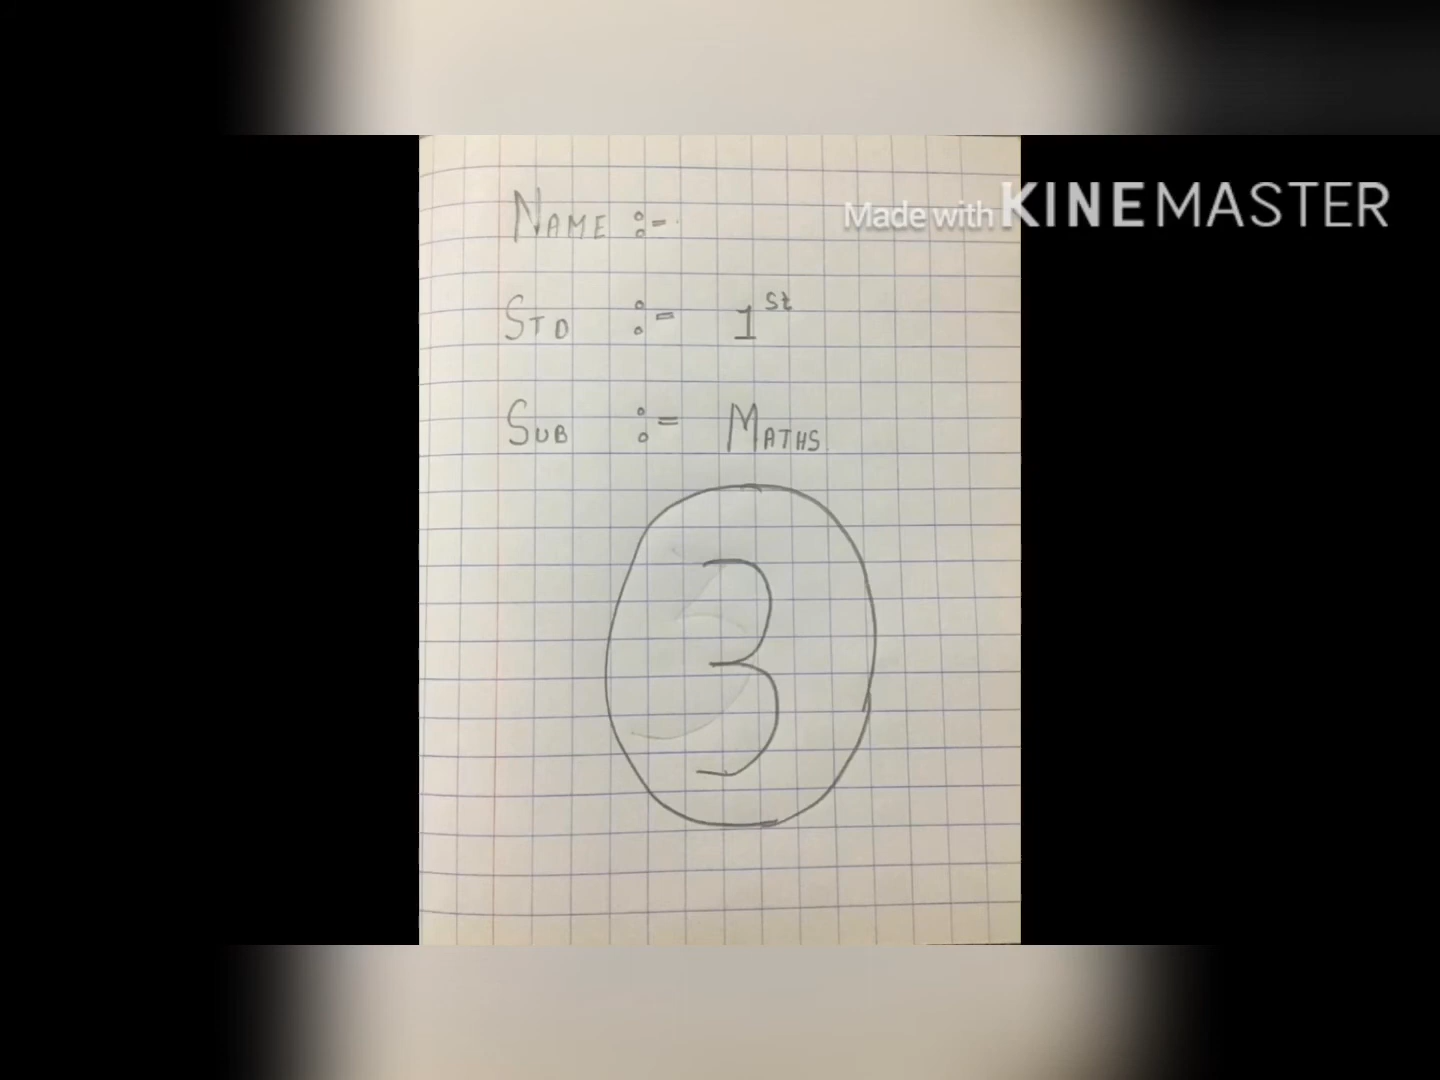 NAME :-
Made with KINEMASTER
STD :- 1st
SUB :- MATHS
3